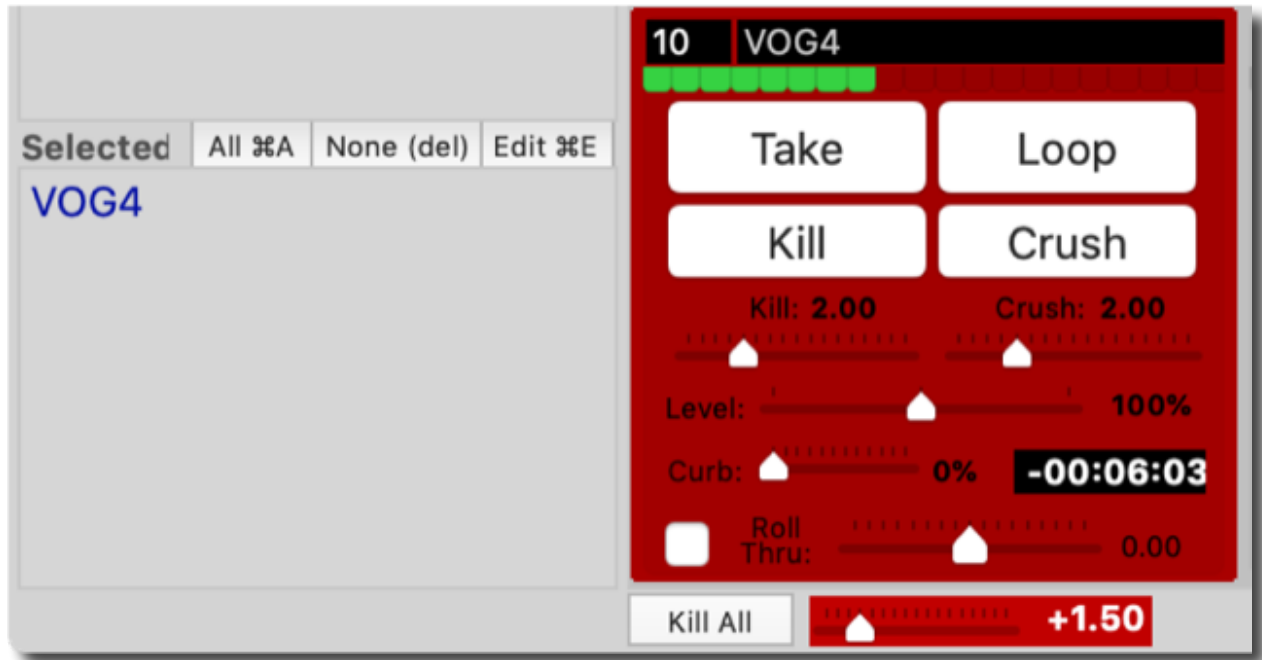 10 VOG4
Selected All ⌘A None (del) Edit ⌘E
VOG4
Take Loop
Kill Crush
Kill: 2.00 Crush: 2.00
Level: 100%
Curb: 0% -00:06:03
Roll
Thru: 0.00
Kill All +1.50